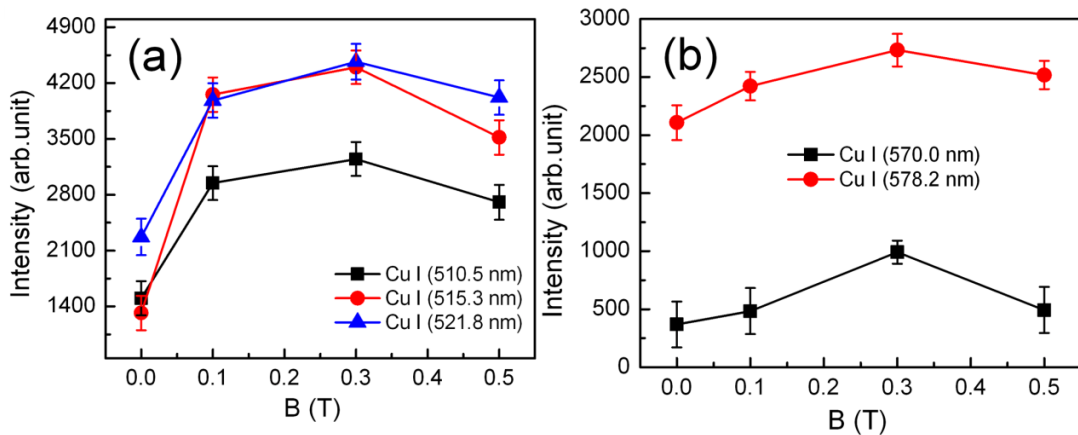 (a)
Intensity (arb.unit)
4900
4200
3500
2800
2100
1400
Cu I (510.5 nm)
Cu I (515.3 nm)
Cu I (521.8 nm)
0.0 0.1 0.2 0.3 0.4 0.5
B (T)
(b)
Intensity (arb.unit)
3000
2500
2000
1500
1000
500
0
Cu I (570.0 nm)
Cu I (578.2 nm)
0.0 0.1 0.2 0.3 0.4 0.5
B (T)